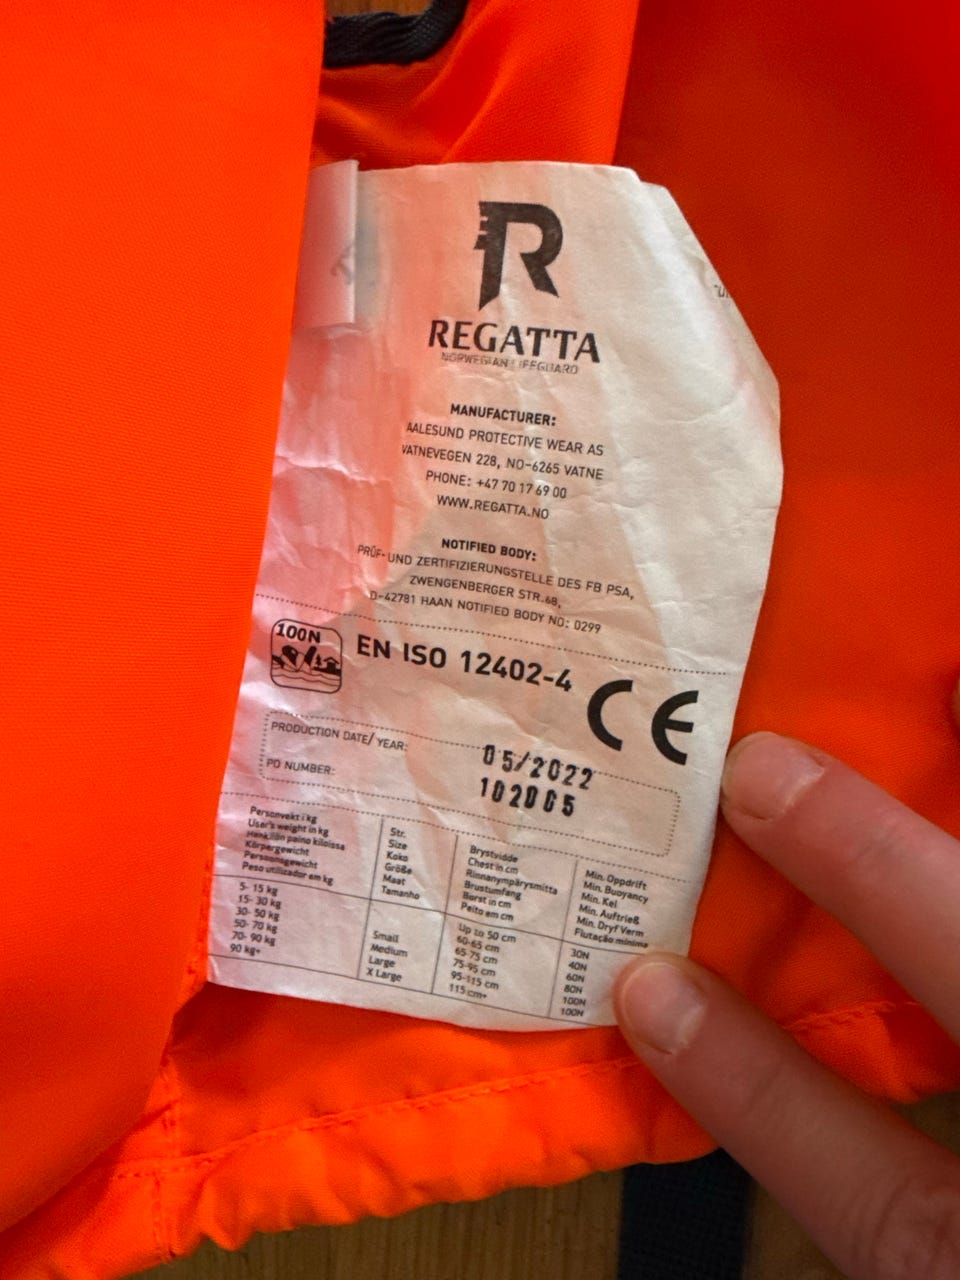 R
REGATTA
NORWEGIAN LIFEGUARD
MANUFACTURER:
AALESUND PROTECTIVE WEAR AS
VATNEVEGEN 228, NO-6265 VATNE
PHONE: +47 70 17 69 00
WWW.REGATTA.NO
NOTIFIED BODY:
PRÜF- UND ZERTIFIZIERUNGSTELLE DES FB PSA,
ZWENGENBERGER STR.68,
D-42781 HAAN NOTIFIED BODY NO: 0299
100N
EN ISO 12402-4
CE
PRODUCTION DATE/YEAR: 05/2022
PO NUMBER: 102005
Personvekt i kg
User's weight in kg
Henkilön paino kiloissa
Körpergewicht
Persoonsgewicht
Peso utilizador em kg
Str.
Size
Koko
Größe
Maat
Tamanho
Brystvidde
Chest in cm
Rinnanympärysmitta
Brustumfang
Borst in cm
Peito em cm
Min. Oppdrift
Min. Buoyancy
Min. Kel
Min. Auftrieß
Min. Dryf Verm
Flutação mínima
5- 15 kg Up to 50 cm 30N
15- 30 kg 60-65 cm 40N
30- 50 kg Small 65-75 cm 60N
50- 70 kg Medium 75-95 cm 80N
70- 90 kg Large 95-115 cm 100N
90 kg+ X Large 115 cm+ 100N